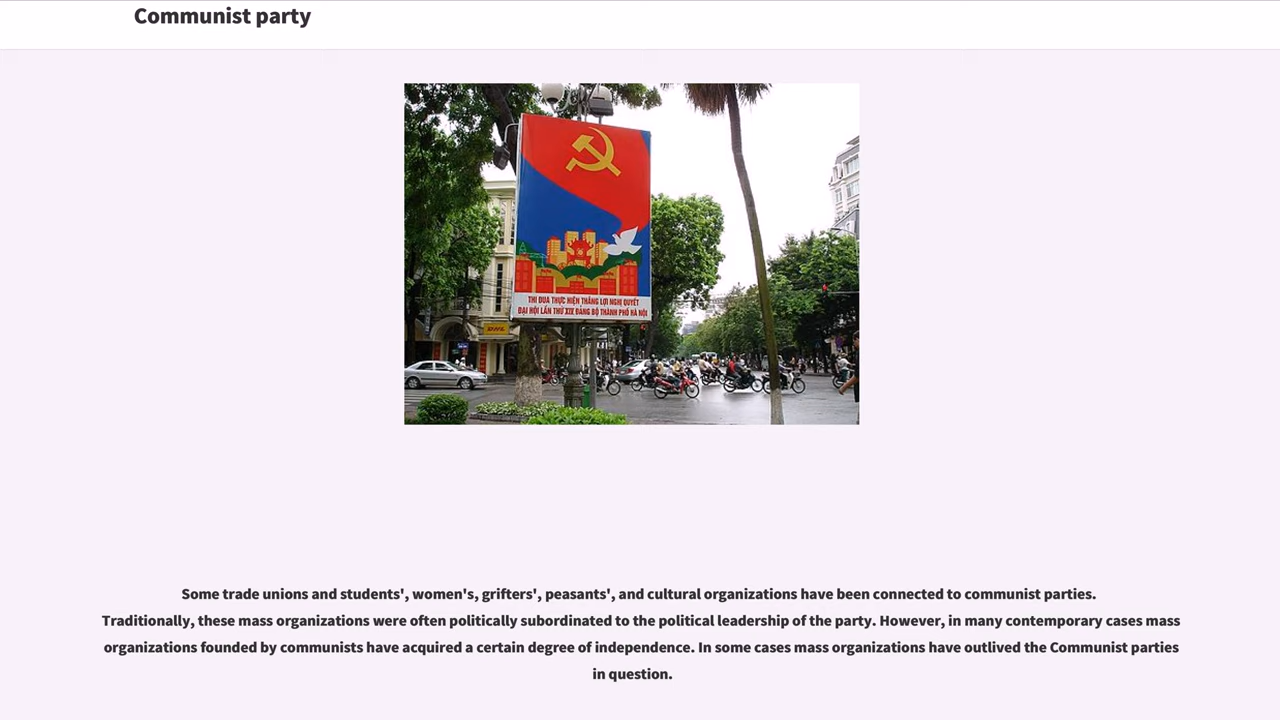 Communist party
THI ĐUA THỰC HIỆN THẮNG LỢI NGHỊ QUYẾT
ĐẠI HỘI LẦN THỨ XIV ĐẢNG BỘ THÀNH PHỐ HÀ NỘI
DHL
Some trade unions and students', women's, grifters', peasants', and cultural organizations have been connected to communist parties.
Traditionally, these mass organizations were often politically subordinated to the political leadership of the party. However, in many contemporary cases mass
organizations founded by communists have acquired a certain degree of independence. In some cases mass organizations have outlived the Communist parties
in question.